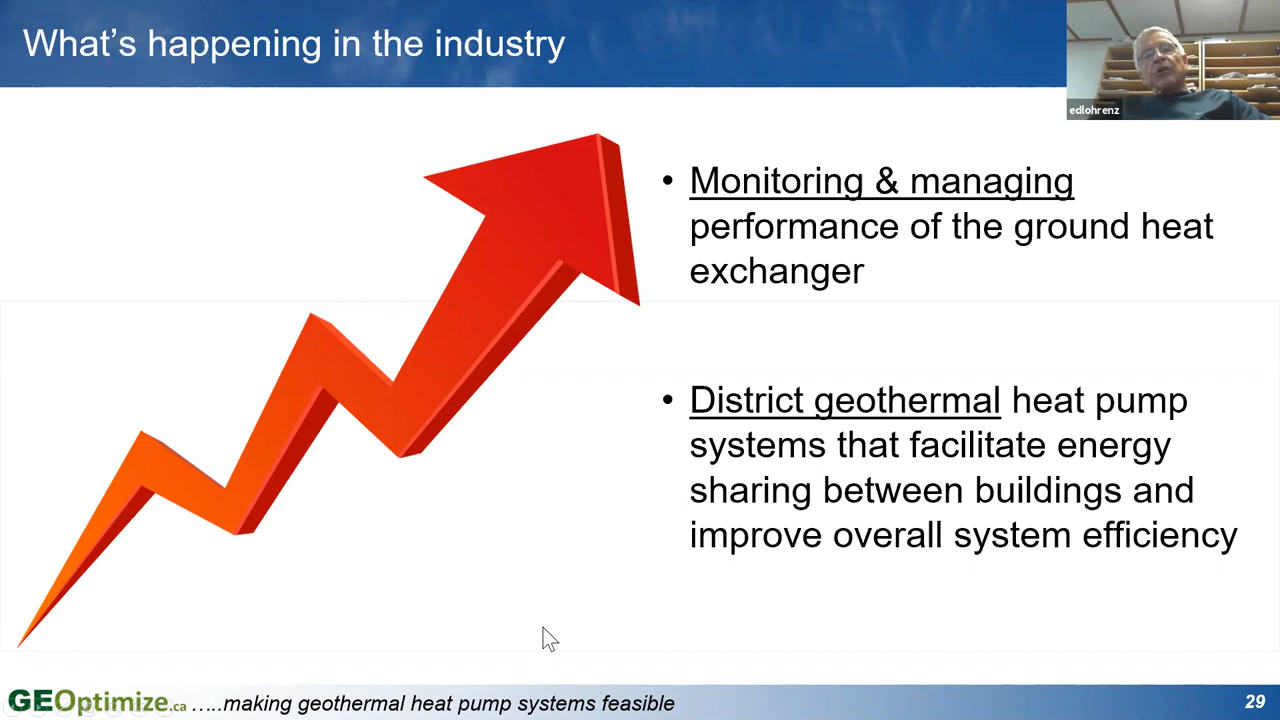 What's happening in the industry
edlohrenz
• Monitoring & managing
performance of the ground heat
exchanger
• District geothermal heat pump
systems that facilitate energy
sharing between buildings and
improve overall system efficiency
GEOptimize.ca …..making geothermal heat pump systems feasible
29